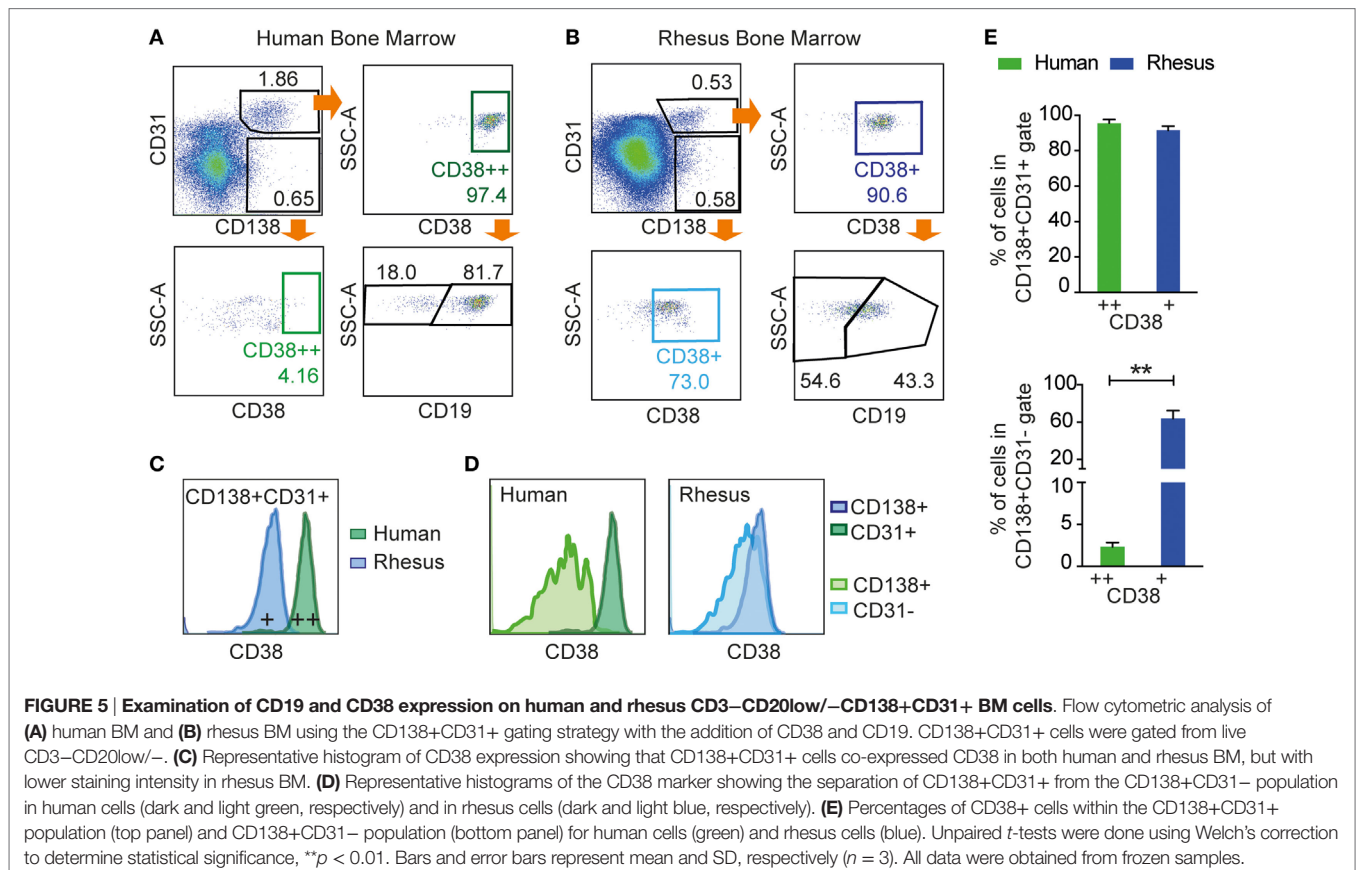 A
Human Bone Marrow
1.86
CD31
0.65
CD138
SSC-A
CD38++
97.4
CD38
SSC-A
CD38++
4.16
CD38
18.0 81.7
SSC-A
CD19
B
Rhesus Bone Marrow
0.53
CD31
0.58
CD138
SSC-A
CD38+
90.6
CD38
SSC-A
CD38+
73.0
CD38
SSC-A
54.6 43.3
CD19
C
CD138+CD31+
+ ++
CD38
Human
Rhesus
D
Human
CD38
Rhesus
CD38
CD138+
CD31+
CD138+
CD31-
E
Human Rhesus
% of cells in
CD138+CD31+ gate
100
80
60
40
20
0
++ +
CD38
% of cells in
CD138+CD31- gate
**
100
60
20
10
5
0
++ +
CD38
FIGURE 5 | Examination of CD19 and CD38 expression on human and rhesus CD3−CD20low/−CD138+CD31+ BM cells. Flow cytometric analysis of
(A) human BM and (B) rhesus BM using the CD138+CD31+ gating strategy with the addition of CD38 and CD19. CD138+CD31+ cells were gated from live
CD3−CD20low/−. (C) Representative histogram of CD38 expression showing that CD138+CD31+ cells co-expressed CD38 in both human and rhesus BM, but with
lower staining intensity in rhesus BM. (D) Representative histograms of the CD38 marker showing the separation of CD138+CD31+ from the CD138+CD31− population
in human cells (dark and light green, respectively) and in rhesus cells (dark and light blue, respectively). (E) Percentages of CD38+ cells within the CD138+CD31+
population (top panel) and CD138+CD31− population (bottom panel) for human cells (green) and rhesus cells (blue). Unpaired t-tests were done using Welch's correction
to determine statistical significance, **p < 0.01. Bars and error bars represent mean and SD, respectively (n = 3). All data were obtained from frozen samples.